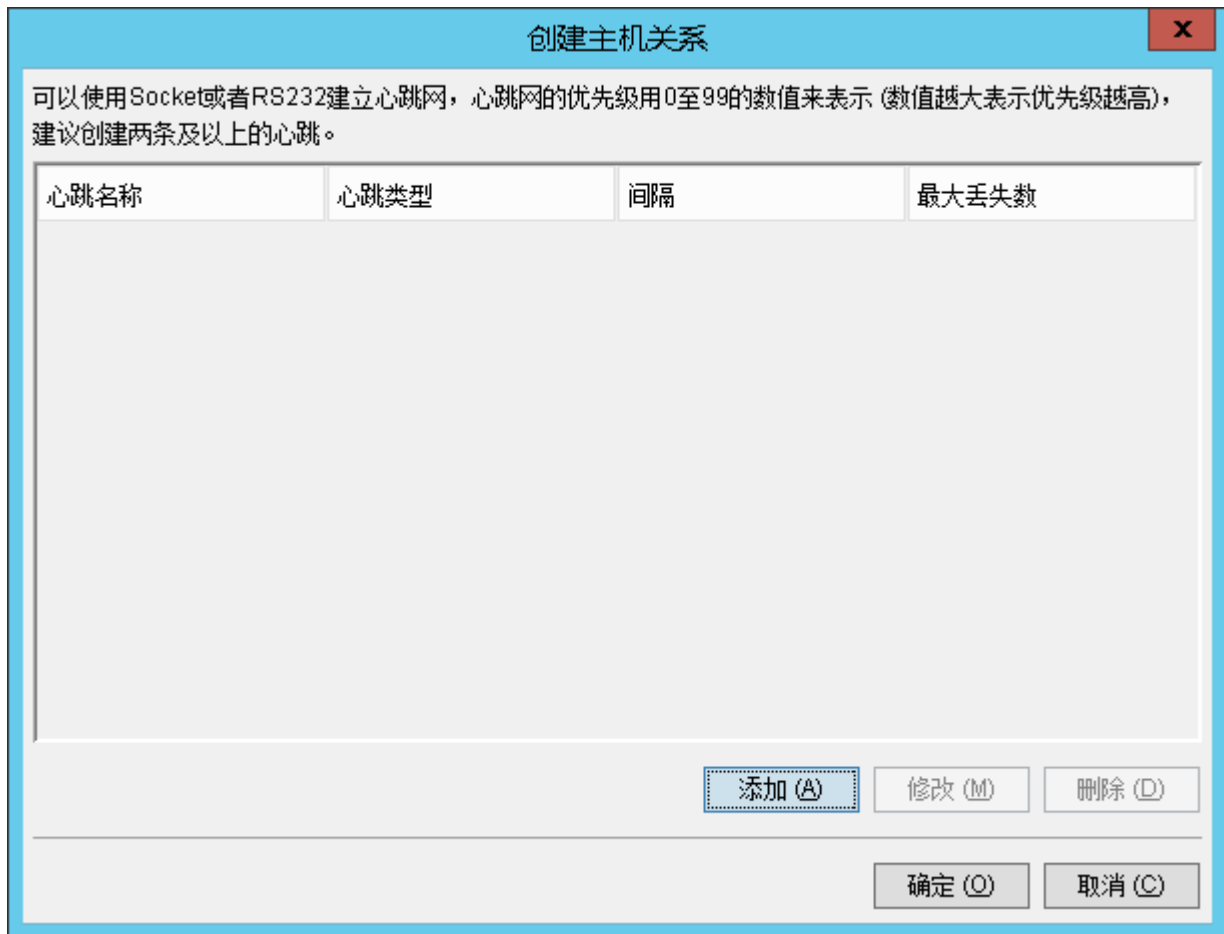 创建主机关系
x
可以使用Socket或者RS232建立心跳网，心跳网的优先级用0至99的数值来表示 (数值越大表示优先级越高)，
建议创建两条及以上的心跳。
心跳名称 心跳类型 间隔 最大丢失数
添加 (A) 修改 (M) 删除 (D)
确定 (O) 取消 (C)